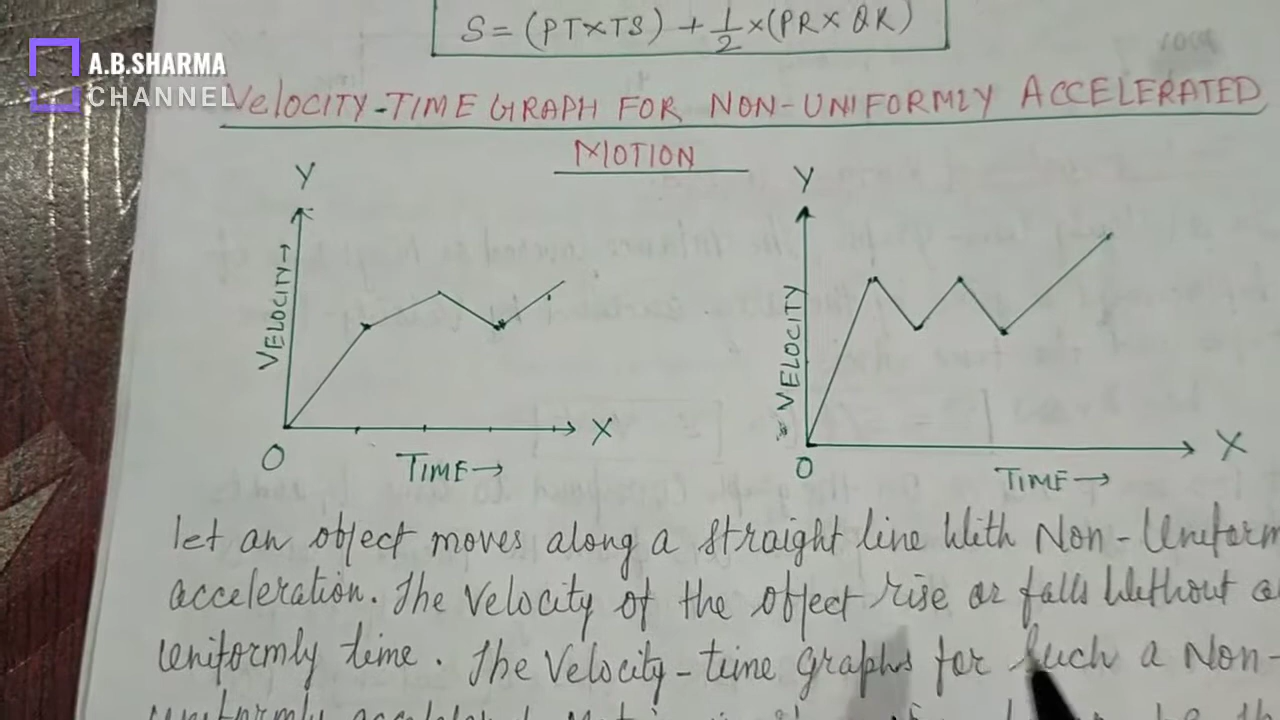 S = (PT×TS) + 1/2 ×(PR× QR)
A.B.SHARMA
CHANNEL
VELOCITY-TIME GRAPH FOR NON-UNIFORMLY ACCELERATED
MOTION
Y
Y
VELOCITY→
VELOCITY
X
X
O
TIME→
O
TIME→
let an object moves along a straight line With Non-Uniform
acceleration. The Velocity of the object rise or falls Without a
uniformly time. The Velocity-time graphs for Such a Non-